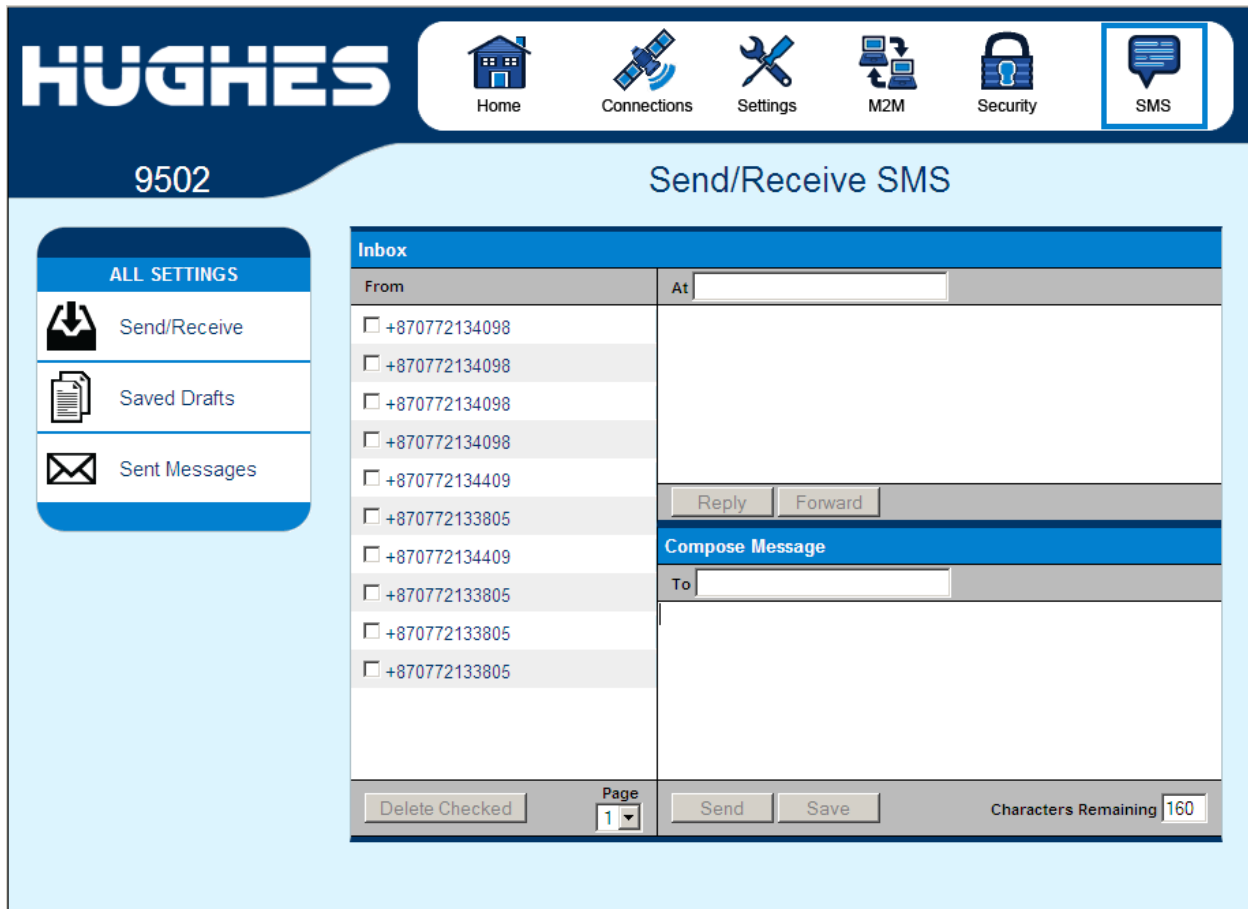 HUGHES
Home
Connections
Settings
M2M
Security
SMS
9502
Send/Receive SMS
ALL SETTINGS
Send/Receive
Saved Drafts
Sent Messages
Inbox
From
+870772134098
+870772134098
+870772134098
+870772134098
+870772134409
+870772133805
+870772134409
+870772133805
+870772133805
+870772133805
Delete Checked
Page
1
At
Reply
Forward
Compose Message
To
Send
Save
Characters Remaining 160